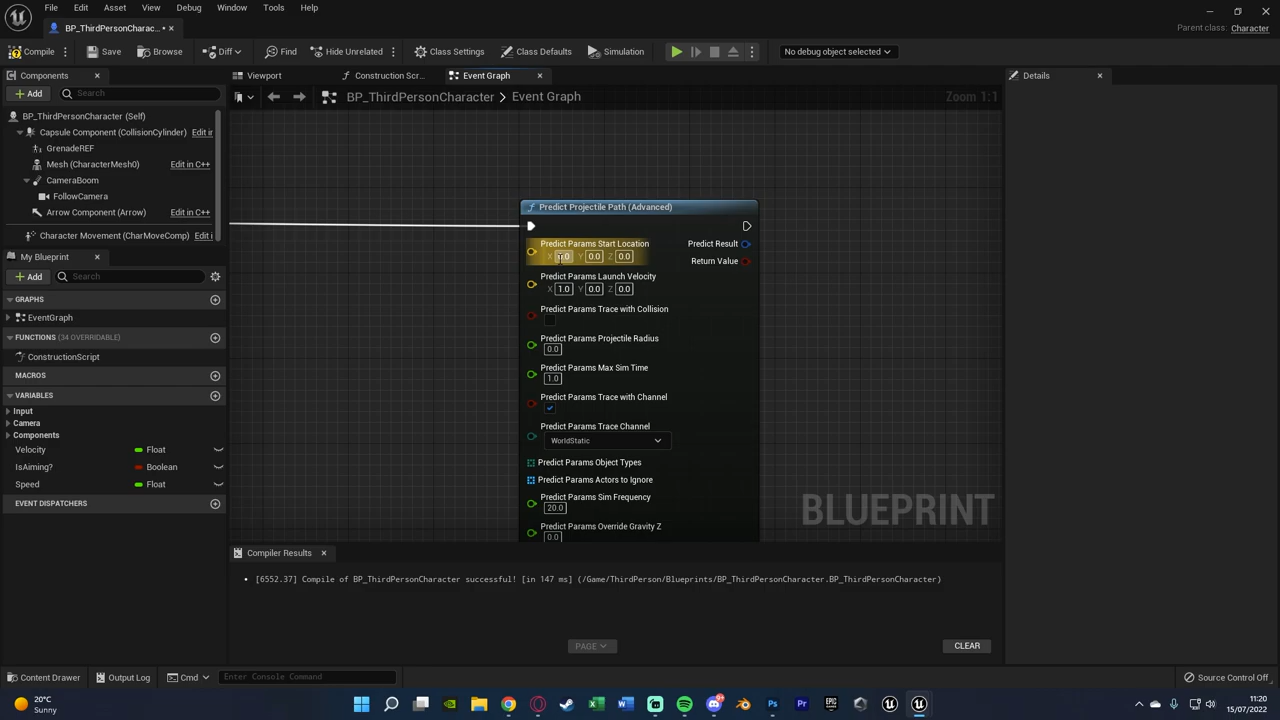 File Edit Asset View Debug Window Tools Help
BP_ThirdPersonCharac...
Parent class: Character
Compile Save Browse Diff Find Hide Unrelated Class Settings Class Defaults Simulation No debug object selected
Components Viewport Construction Scr... Event Graph Details
Add Search
BP_ThirdPersonCharacter > Event Graph Zoom 1:1
BP_ThirdPersonCharacter (Self)
Capsule Component (CollisionCylinder) Edit in
GrenadeREF
Mesh (CharacterMesh0) Edit in C++
CameraBoom
FollowCamera
Arrow Component (Arrow) Edit in C++
Character Movement (CharMoveComp) Edit i
My Blueprint
Add Search
GRAPHS
EventGraph
FUNCTIONS (34 OVERRIDABLE)
ConstructionScript
MACROS
VARIABLES
Input
Camera
Components
Velocity Float
IsAiming? Boolean
Speed Float
EVENT DISPATCHERS
f Predict Projectile Path (Advanced)
Predict Params Start Location Predict Result
X Y 0.0 Z 0.0 Return Value
Predict Params Launch Velocity
X 1.0 Y 0.0 Z 0.0
Predict Params Trace with Collision
Predict Params Projectile Radius
0.0
Predict Params Max Sim Time
1.0
Predict Params Trace with Channel
Predict Params Trace Channel
WorldStatic
Predict Params Object Types
Predict Params Actors to Ignore
Predict Params Sim Frequency
20.0
Predict Params Override Gravity Z
0.0
BLUEPRINT
Compiler Results
[6552.37] Compile of BP_ThirdPersonCharacter successful! [in 147 ms] (/Game/ThirdPerson/Blueprints/BP_ThirdPersonCharacter.BP_ThirdPersonCharacter)
PAGE CLEAR
Content Drawer Output Log Cmd Enter Console Command Source Control Off
20°C
Sunny
11:20
15/07/2022